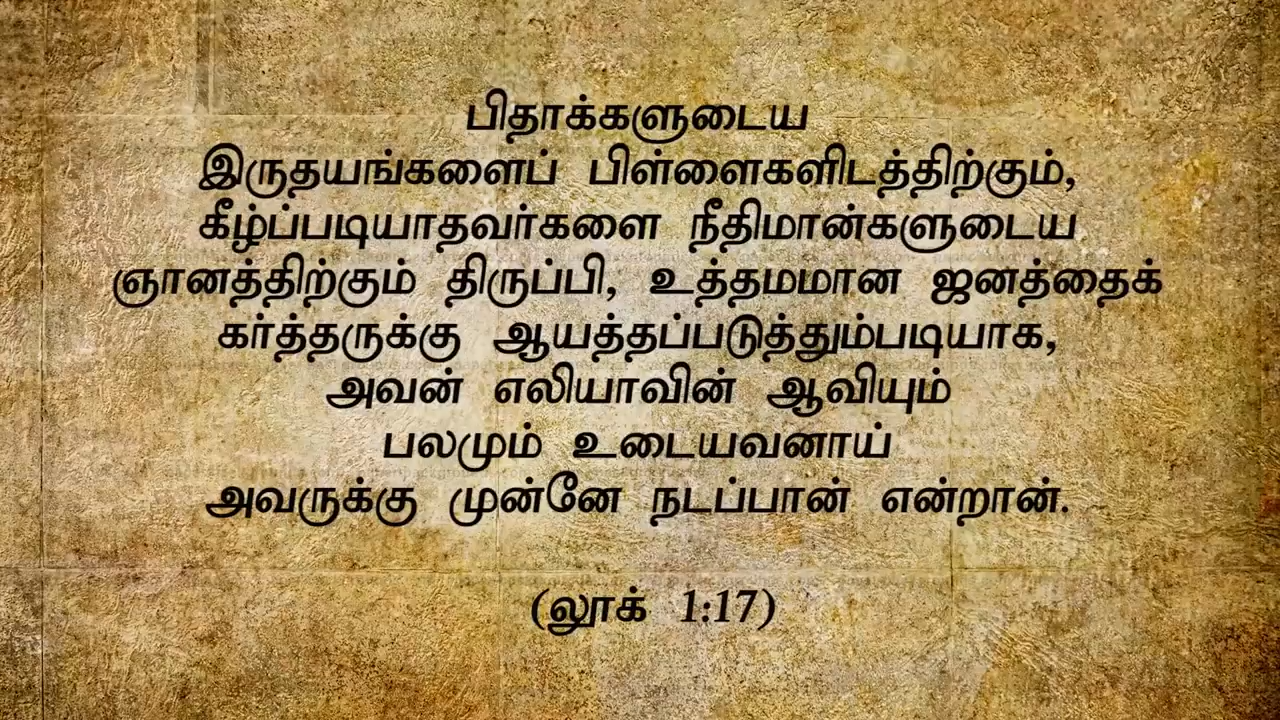 பிதாக்களுடைய
இருதயங்களைப் பிள்ளைகளிடத்திற்கும்,
கீழ்ப்படியாதவர்களை நீதிமான்களுடைய
ஞானத்திற்கும் திருப்பி, உத்தமமான ஜனத்தைக்
கர்த்தருக்கு ஆயத்தப்படுத்தும்படியாக,
அவன் எலியாவின் ஆவியும்
பலமும் உடையவனாய்
அவருக்கு முன்னே நடப்பான் என்றான்.
(லூக் 1:17)